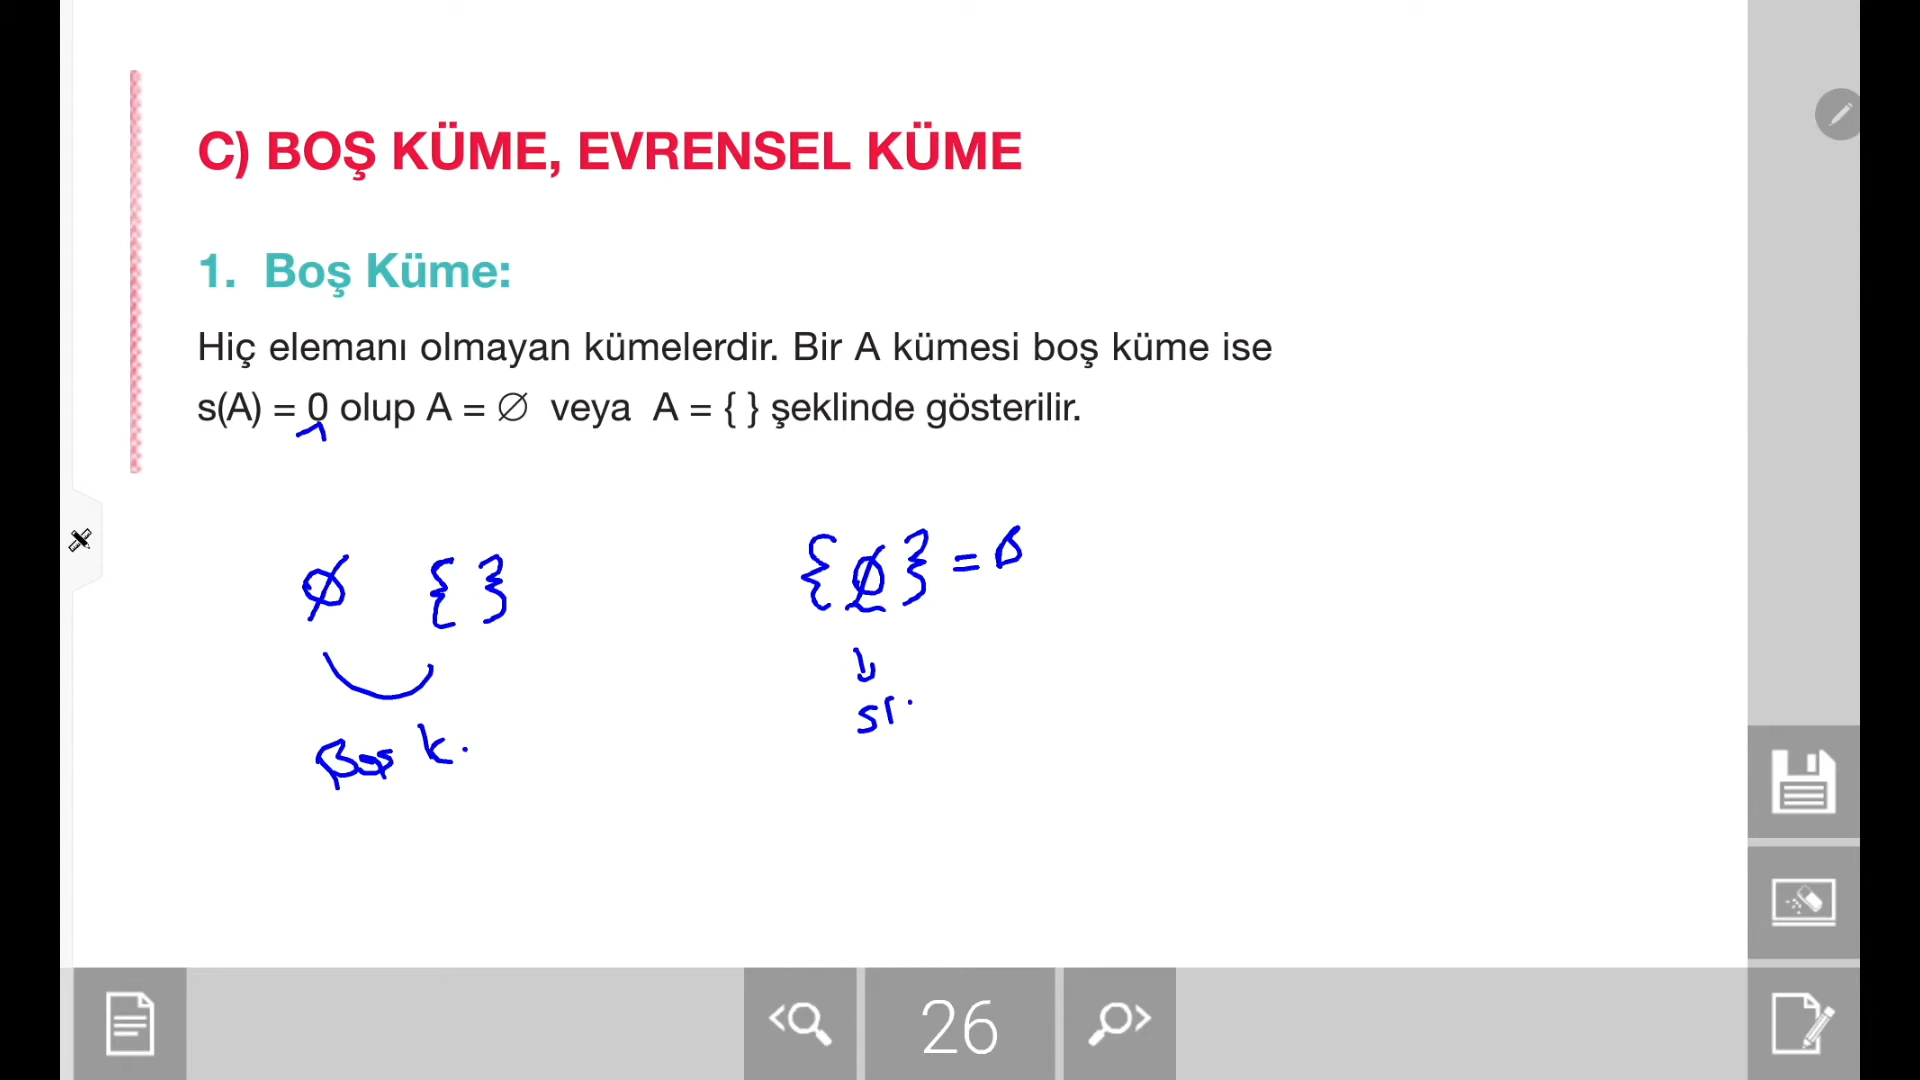 C) BOŞ KÜME, EVRENSEL KÜME
1. Boş Küme:
Hiç elemanı olmayan kümelerdir. Bir A kümesi boş küme ise
s(A) = 0 olup A = ∅ veya A = { } şeklinde gösterilir.
∅ { } {∅} =
Boş k.
26